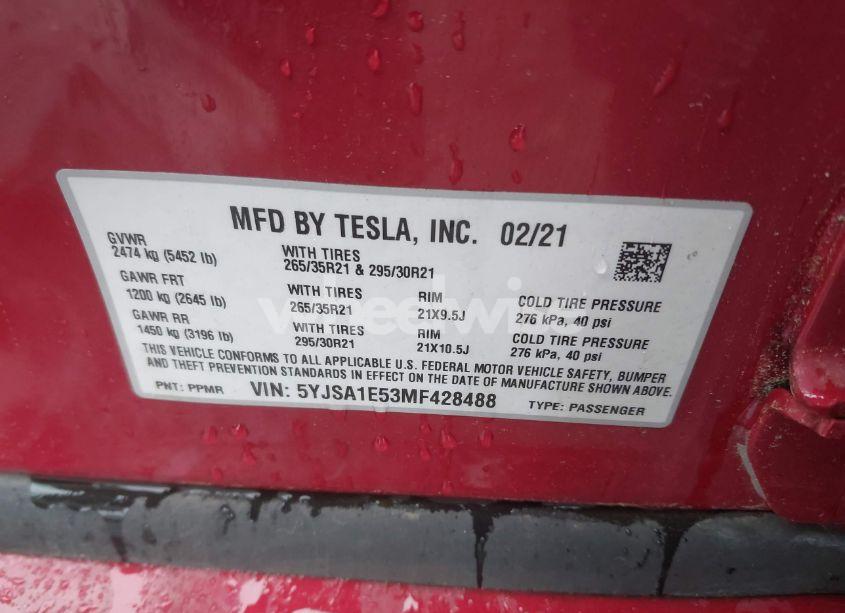 MFD BY TESLA, INC. 02/21
GVWR
2474 kg (5452 lb)
WITH TIRES
265/35R21 & 295/30R21
GAWR FRT
1200 kg (2645 lb)
WITH TIRES
265/35R21
RIM
21X9.5J
COLD TIRE PRESSURE
276 kPa, 40 psi
GAWR RR
1450 kg (3196 lb)
WITH TIRES
295/30R21
RIM
21X10.5J
COLD TIRE PRESSURE
276 kPa, 40 psi
THIS VEHICLE CONFORMS TO ALL APPLICABLE U.S. FEDERAL MOTOR VEHICLE SAFETY, BUMPER
AND THEFT PREVENTION STANDARDS IN EFFECT ON THE DATE OF MANUFACTURE SHOWN ABOVE.
PNT: PPMR VIN: 5YJSA1E53MF428488 TYPE: PASSENGER